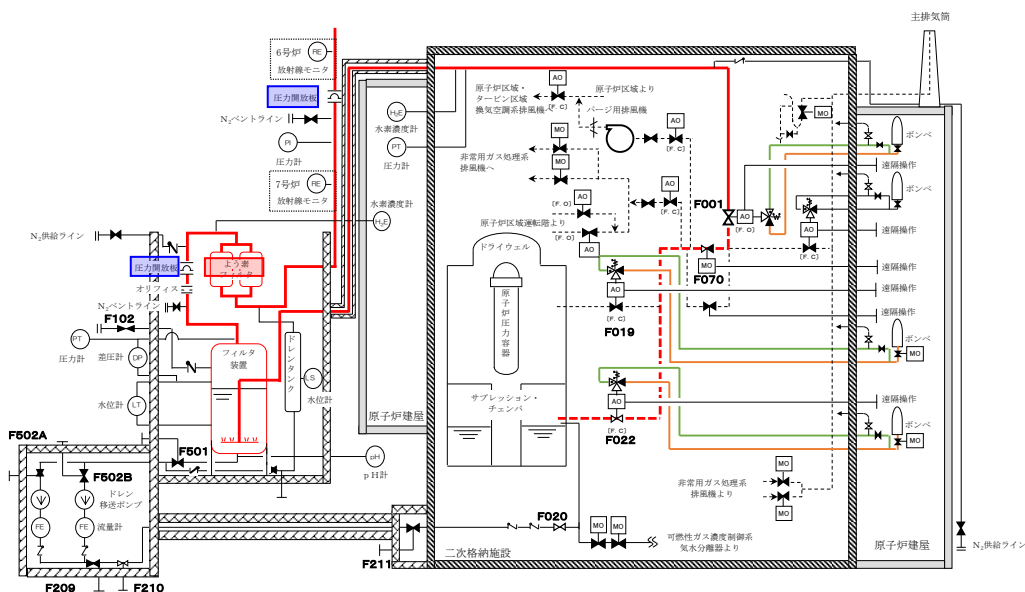 主排気筒
6号炉
RE
放射線モニタ
圧力開放板
N₂ベントライン
PI
圧力計
7号炉
RE
放射線モニタ
H₂E
水素濃度計
PT
圧力計
H₂E
水素濃度計
原子炉区域・
タービン区域
換気空調系排風機へ
AO
[F. C]
原子炉区域より
パージ用排風機
MO
AO
[F. C]
非常用ガス処理系
排風機へ
MO
AO
AO
[F. C]
原子炉区域運転階より
[F. O]
[F. O]
AO
F001
AO
[F. O]
MO
ボンベ
遠隔操作
ボンベ
遠隔操作
AO
[F. C]
遠隔操作
MO
F070
遠隔操作
N₂供給ライン
圧力開放板
オリフィス
よう素
フィルタ
N₂ベントライン
F102
PT
圧力計
差圧計
DP
フィルタ
装置
ドレンタンク
LS
水位計
水位計
LT
原子炉建屋
ドライウェル
原子炉圧力容器
サプレッション・
チェンバ
AO
[F. C]
F019
遠隔操作
ボンベ
MO
AO
[F. C]
F022
遠隔操作
ボンベ
MO
F502A
F501
F502B
pH
pH計
ドレン
移送ポンプ
FE
FE
流量計
F209
F210
F211
F020
MO
MO
可燃性ガス濃度制御系
気水分離器より
非常用ガス処理系
排風機より
MO
MO
二次格納施設
原子炉建屋
N₂供給ライン